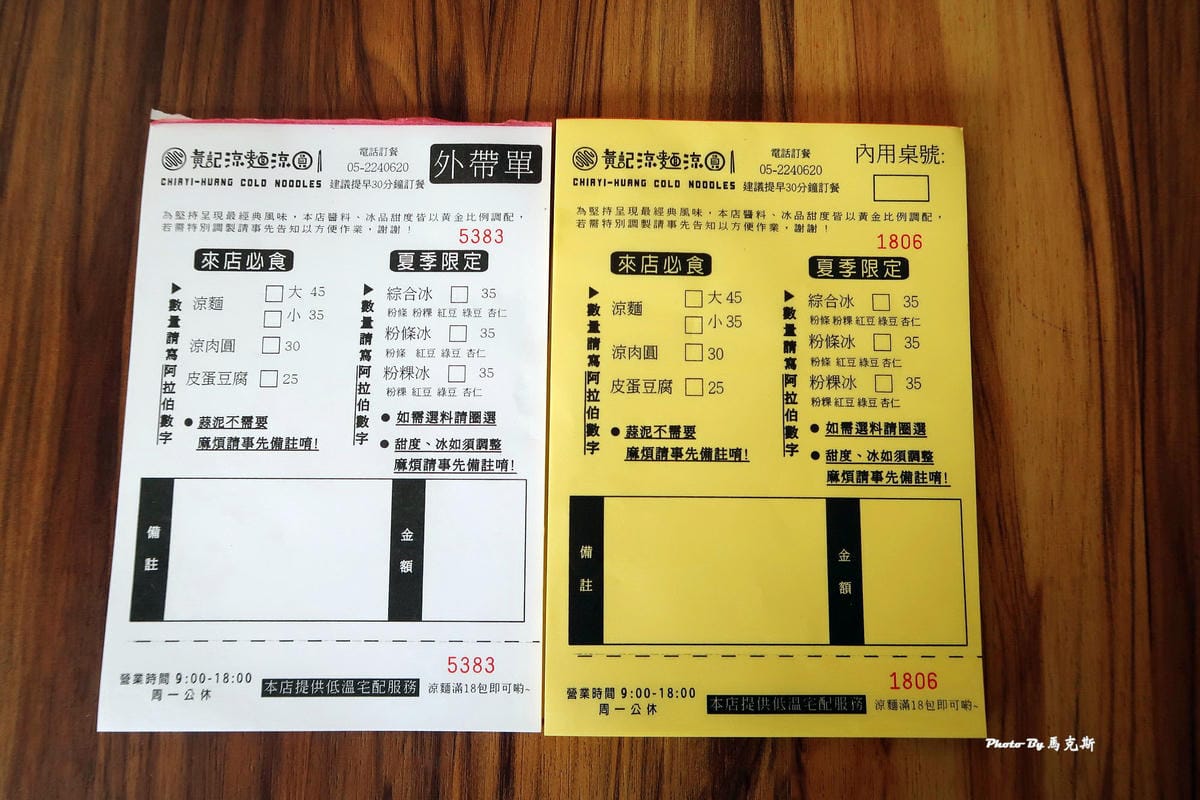 黃記涼麵涼圓
CHIAYI-HUANG COLD NOODLES
電話訂餐
05-2240620
建議提早30分鐘訂餐
外帶單
為堅持呈現最經典風味，本店醬料、冰品甜度皆以黃金比例調配，
若需特別調製請事先告知以方便作業，謝謝！
5383
來店必食
▶數量請寫阿拉伯數字
涼麵 □ 大 45
□ 小 35
涼肉圓 □ 30
皮蛋豆腐 □ 25
● 蒜泥不需要
麻煩請事先備註唷!
夏季限定
▶數量請寫阿拉伯數字
綜合冰 □ 35
粉條 粉粿 紅豆 綠豆 杏仁
粉條冰 □ 35
粉條 紅豆 綠豆 杏仁
粉粿冰 □ 35
粉粿 紅豆 綠豆 杏仁
● 如需選料請圈選
● 甜度、冰如須調整
麻煩請事先備註唷!
備註
金額
5383
營業時間 9:00-18:00
周一公休
本店提供低溫宅配服務
涼麵滿18包即可喲~
黃記涼麵涼圓
CHIAYI-HUANG COLD NOODLES
電話訂餐
05-2240620
建議提早30分鐘訂餐
內用桌號:
為堅持呈現最經典風味，本店醬料、冰品甜度皆以黃金比例調配，
若需特別調製請事先告知以方便作業，謝謝！
1806
來店必食
▶數量請寫阿拉伯數字
涼麵 □ 大 45
□ 小 35
涼肉圓 □ 30
皮蛋豆腐 □ 25
● 蒜泥不需要
麻煩請事先備註唷!
夏季限定
▶數量請寫阿拉伯數字
綜合冰 □ 35
粉條 粉粿 紅豆 綠豆 杏仁
粉條冰 □ 35
粉條 紅豆 綠豆 杏仁
粉粿冰 □ 35
粉粿 紅豆 綠豆 杏仁
● 如需選料請圈選
● 甜度、冰如須調整
麻煩請事先備註唷!
備註
金額
1806
營業時間 9:00-18:00
周一公休
本店提供低溫宅配服務
涼麵滿18包即可喲~
Photo By 馬克斯